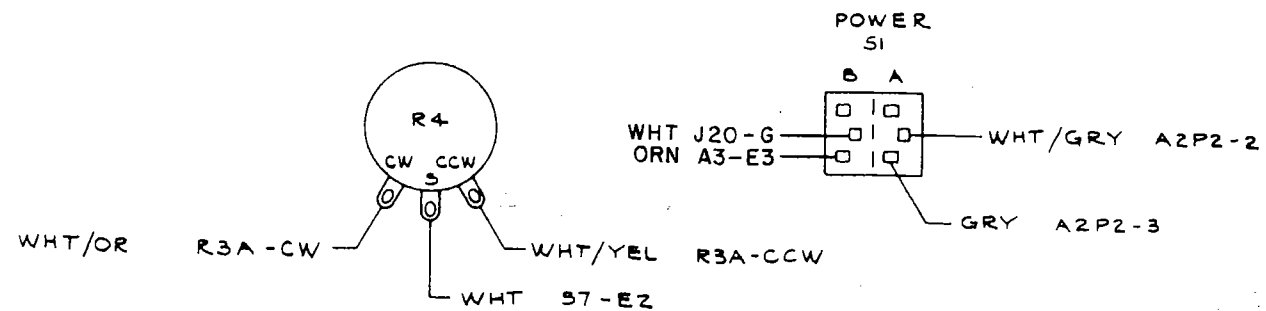 POWER
S1
B A
R4
CW S CCW
WHT J20-G
ORN A3-E3
WHT/GRY A2P2-2
GRY A2P2-3
WHT/OR R3A-CW
WHT/YEL R3A-CCW
WHT S7-E2